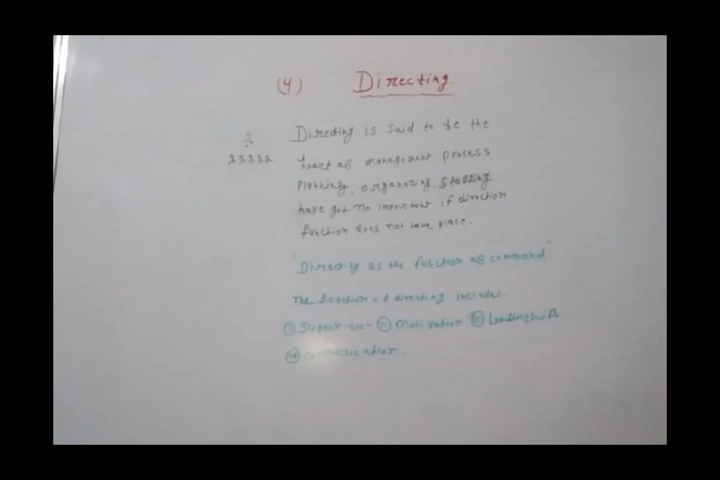 (4) Directing
Directing is said to be the
heart of management process
Planning, organizing, staffing
have got no important if direction
function does not take place.
"Directing as the function of command"
The function of directing includes
(i) Supervision (ii) Motivation (iii) Leadership
(iv) Communication.